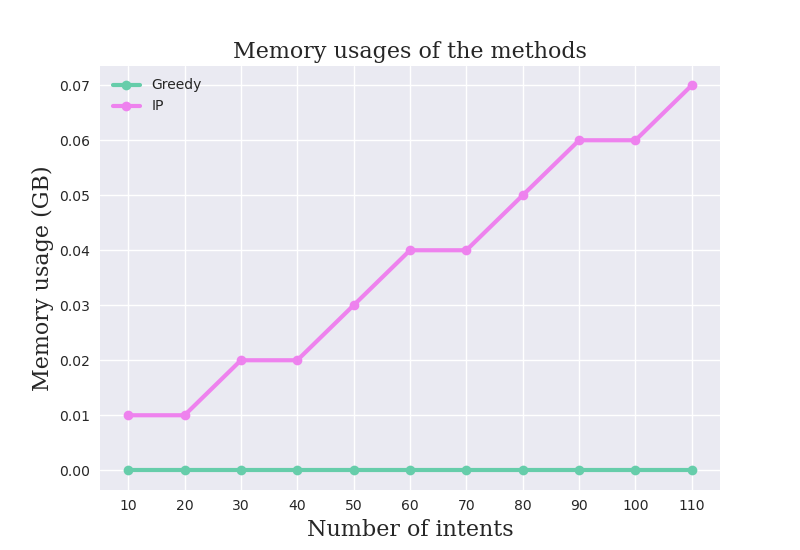 Memory usages of the methods
Greedy
IP
Memory usage (GB)
0.07
0.06
0.05
0.04
0.03
0.02
0.01
0.00
10 20 30 40 50 60 70 80 90 100 110
Number of intents